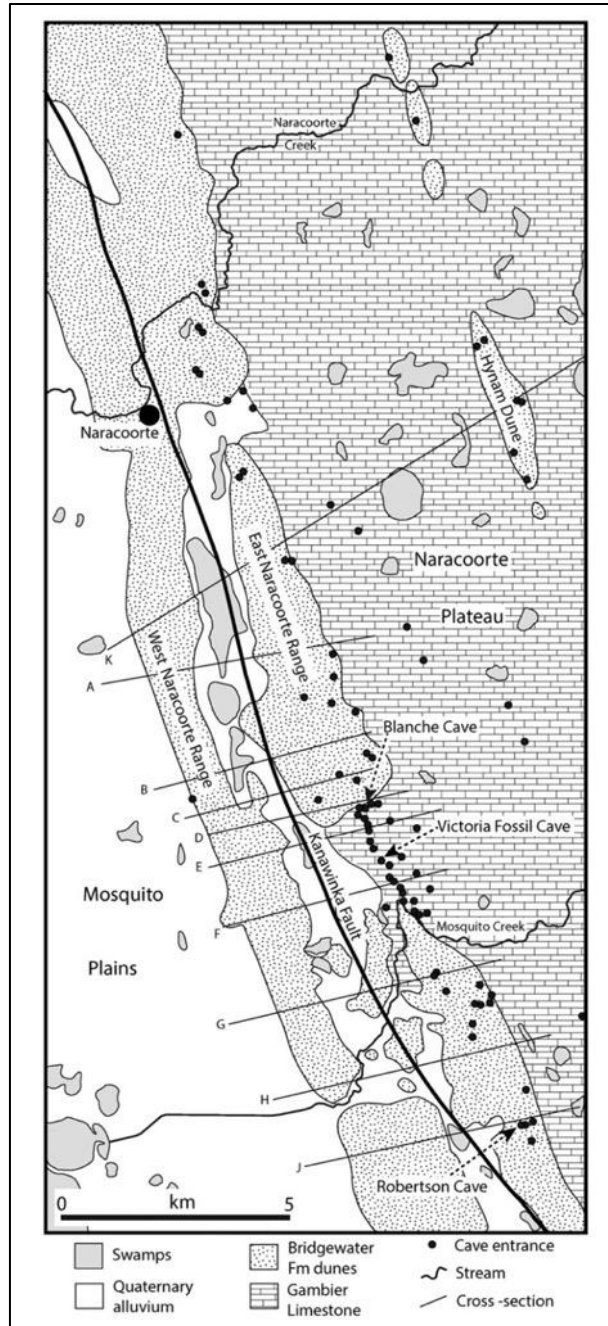 Naracoorte
Creek
Hynam Dune
Naracoorte
East Naracoorte Range
Naracoorte
Plateau
K
A
West Naracoorte Range
Blanche Cave
B
C
D
Victoria Fossil Cave
E
Kanawinka Fault
Mosquito
Plains
F
Mosquito Creek
G
H
J
Robertson Cave
0 km 5
Swamps
Bridgewater
Fm dunes
Cave entrance
Stream
Quaternary
alluvium
Gambier
Limestone
Cross -section